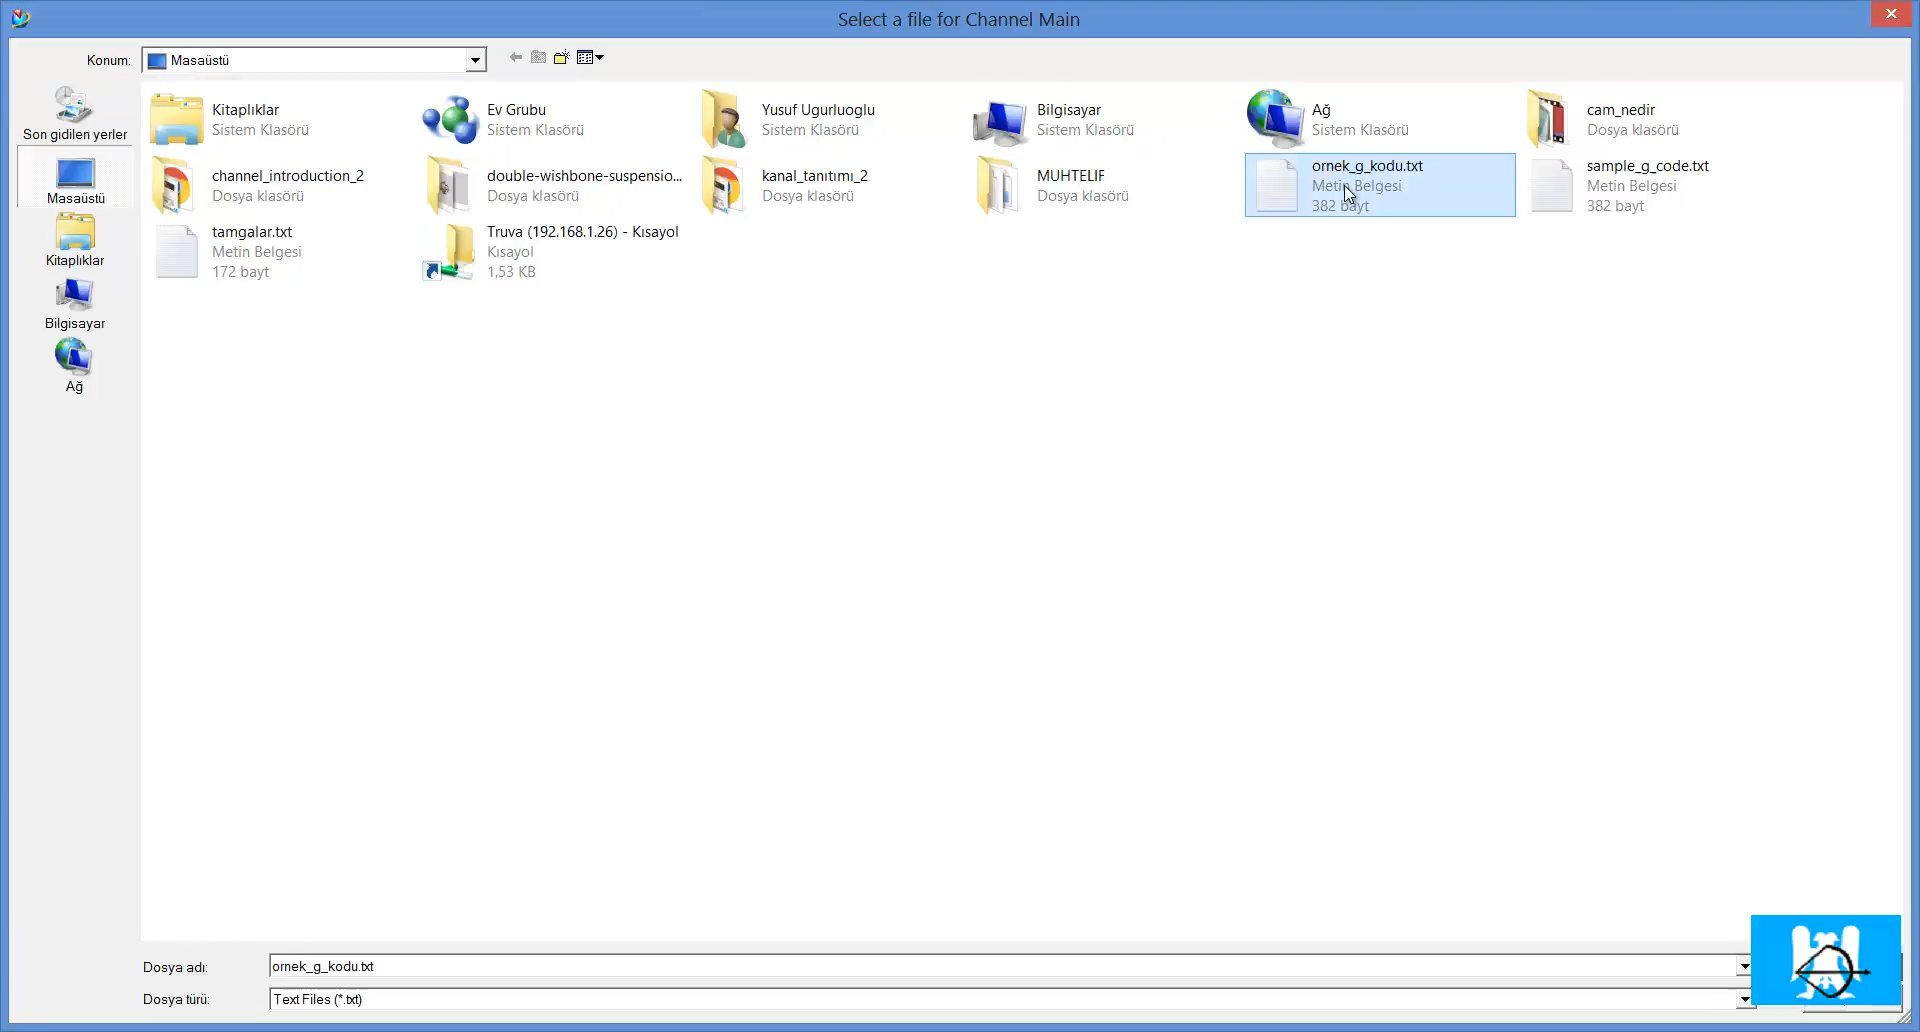 Select a file for Channel Main
Konum:
Masaüstü
Son gidilen yerler
Masaüstü
Kitaplıklar
Bilgisayar
Ağ
Kitaplıklar
Sistem Klasörü
Ev Grubu
Sistem Klasörü
Yusuf Ugurluoglu
Sistem Klasörü
Bilgisayar
Sistem Klasörü
Ağ
Sistem Klasörü
cam_nedir
Dosya klasörü
channel_introduction_2
Dosya klasörü
double-wishbone-suspensio...
Dosya klasörü
kanal_tanıtımı_2
Dosya klasörü
MUHTELIF
Dosya klasörü
ornek_g_kodu.txt
Metin Belgesi
382 bayt
sample_g_code.txt
Metin Belgesi
382 bayt
tamgalar.txt
Metin Belgesi
172 bayt
Truva (192.168.1.26) - Kısayol
Kısayol
1,53 KB
Dosya adı:
ornek_g_kodu.txt
Dosya türü:
Text Files (*.txt)